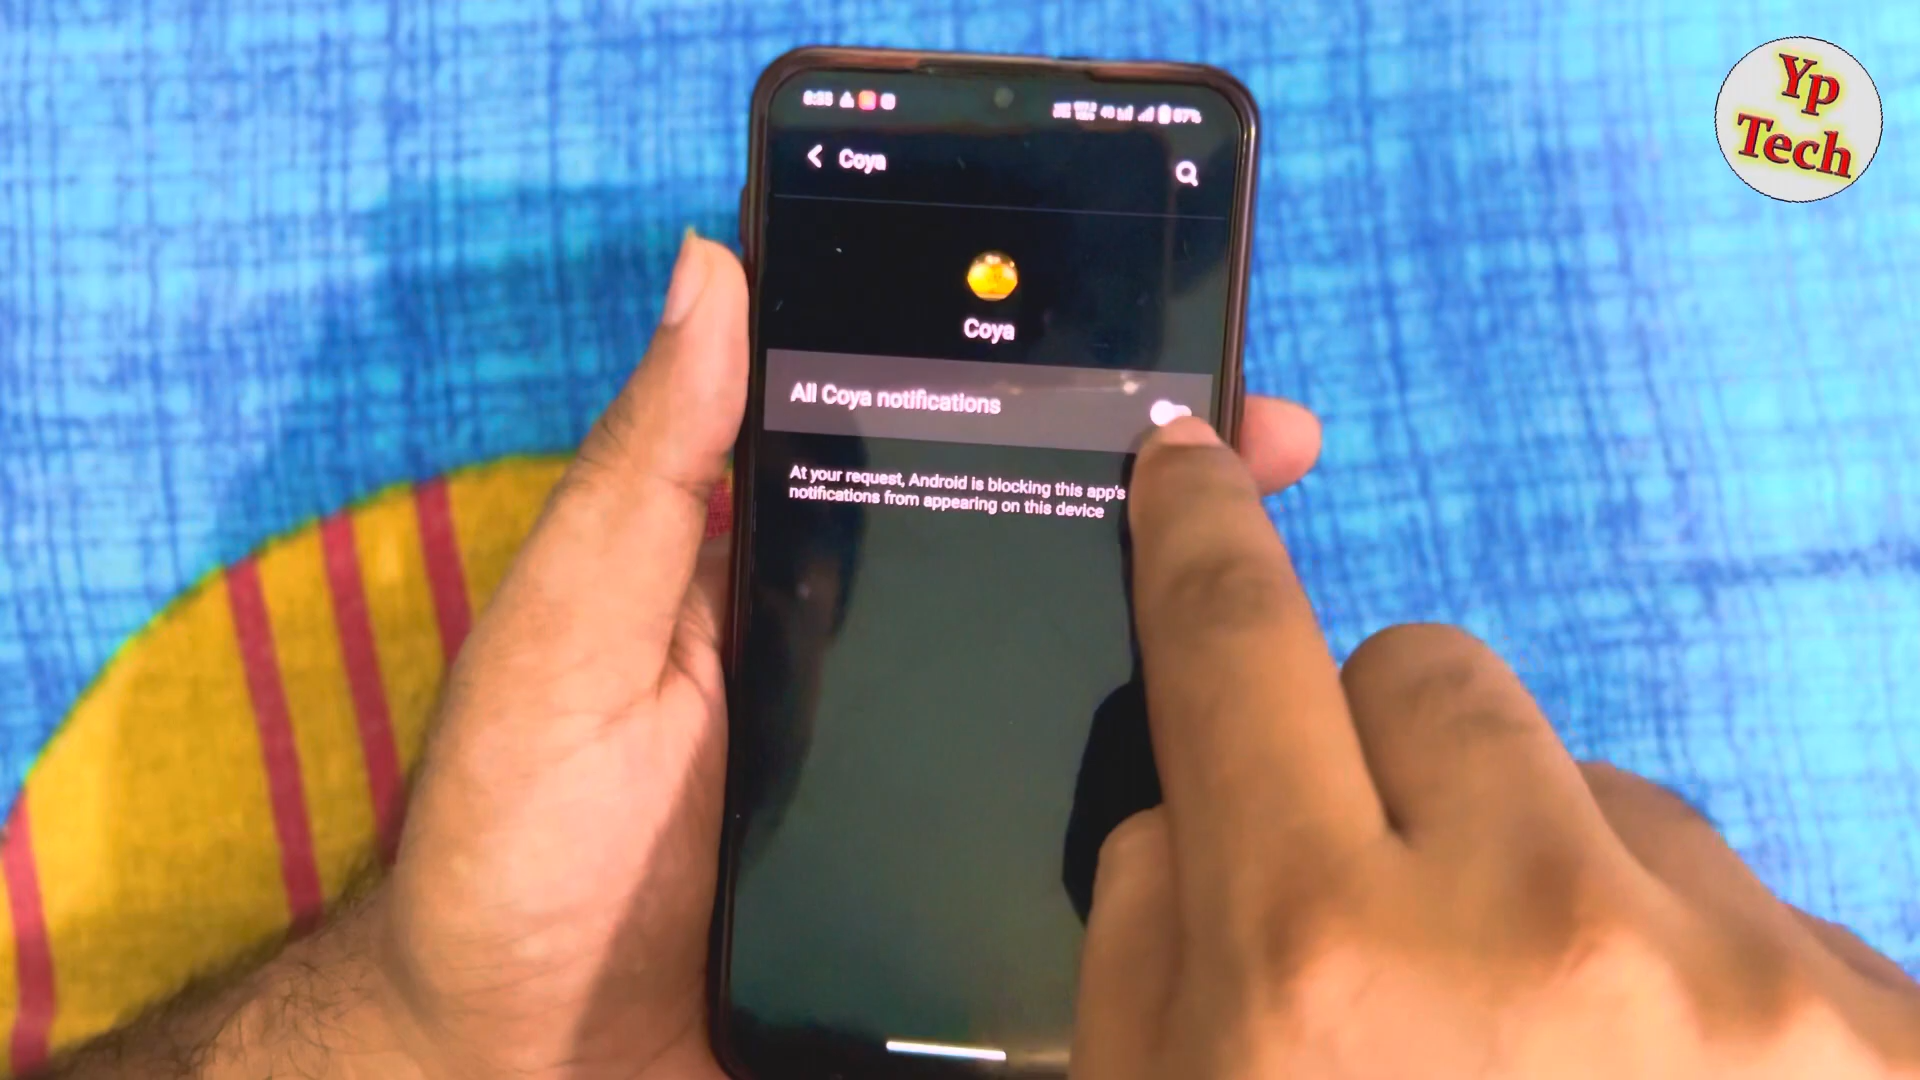 Yp
Tech
87%
Coya
Coya
All Coya notifications
At your request, Android is blocking this app's
notifications from appearing on this device